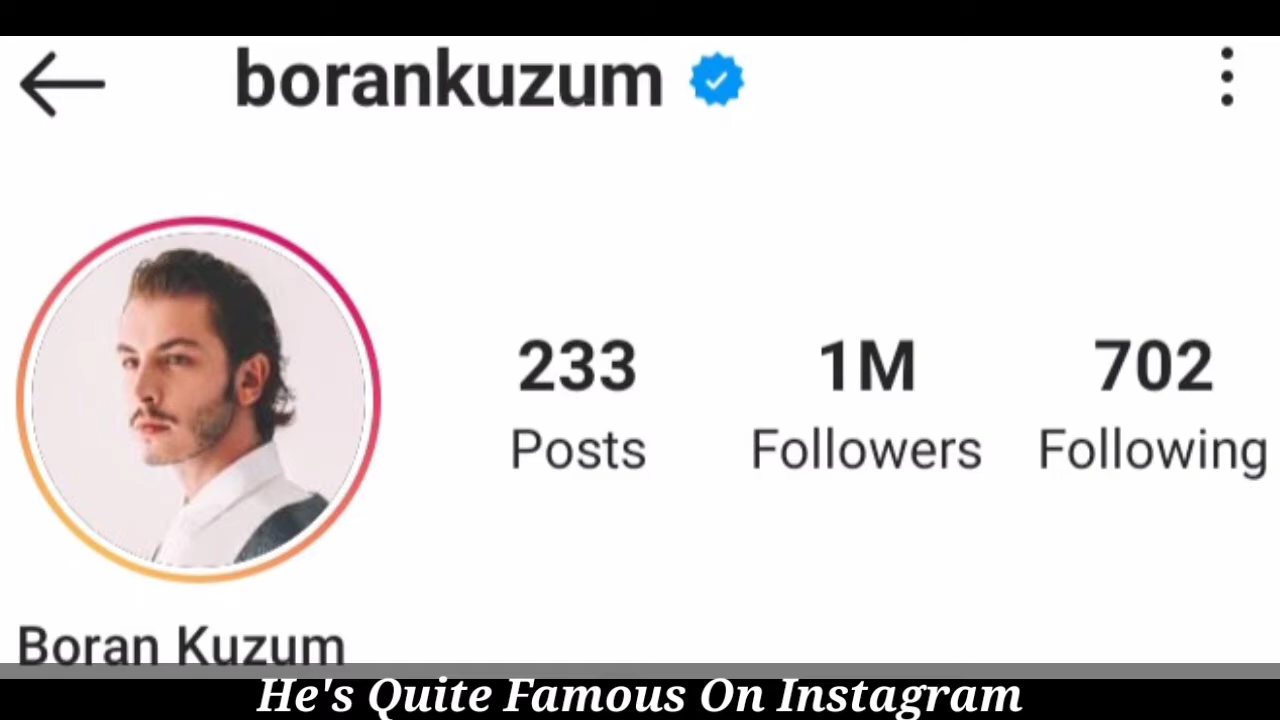 borankuzum
233 1M 702
Posts Followers Following
Boran Kuzum
He's Quite Famous On Instagram